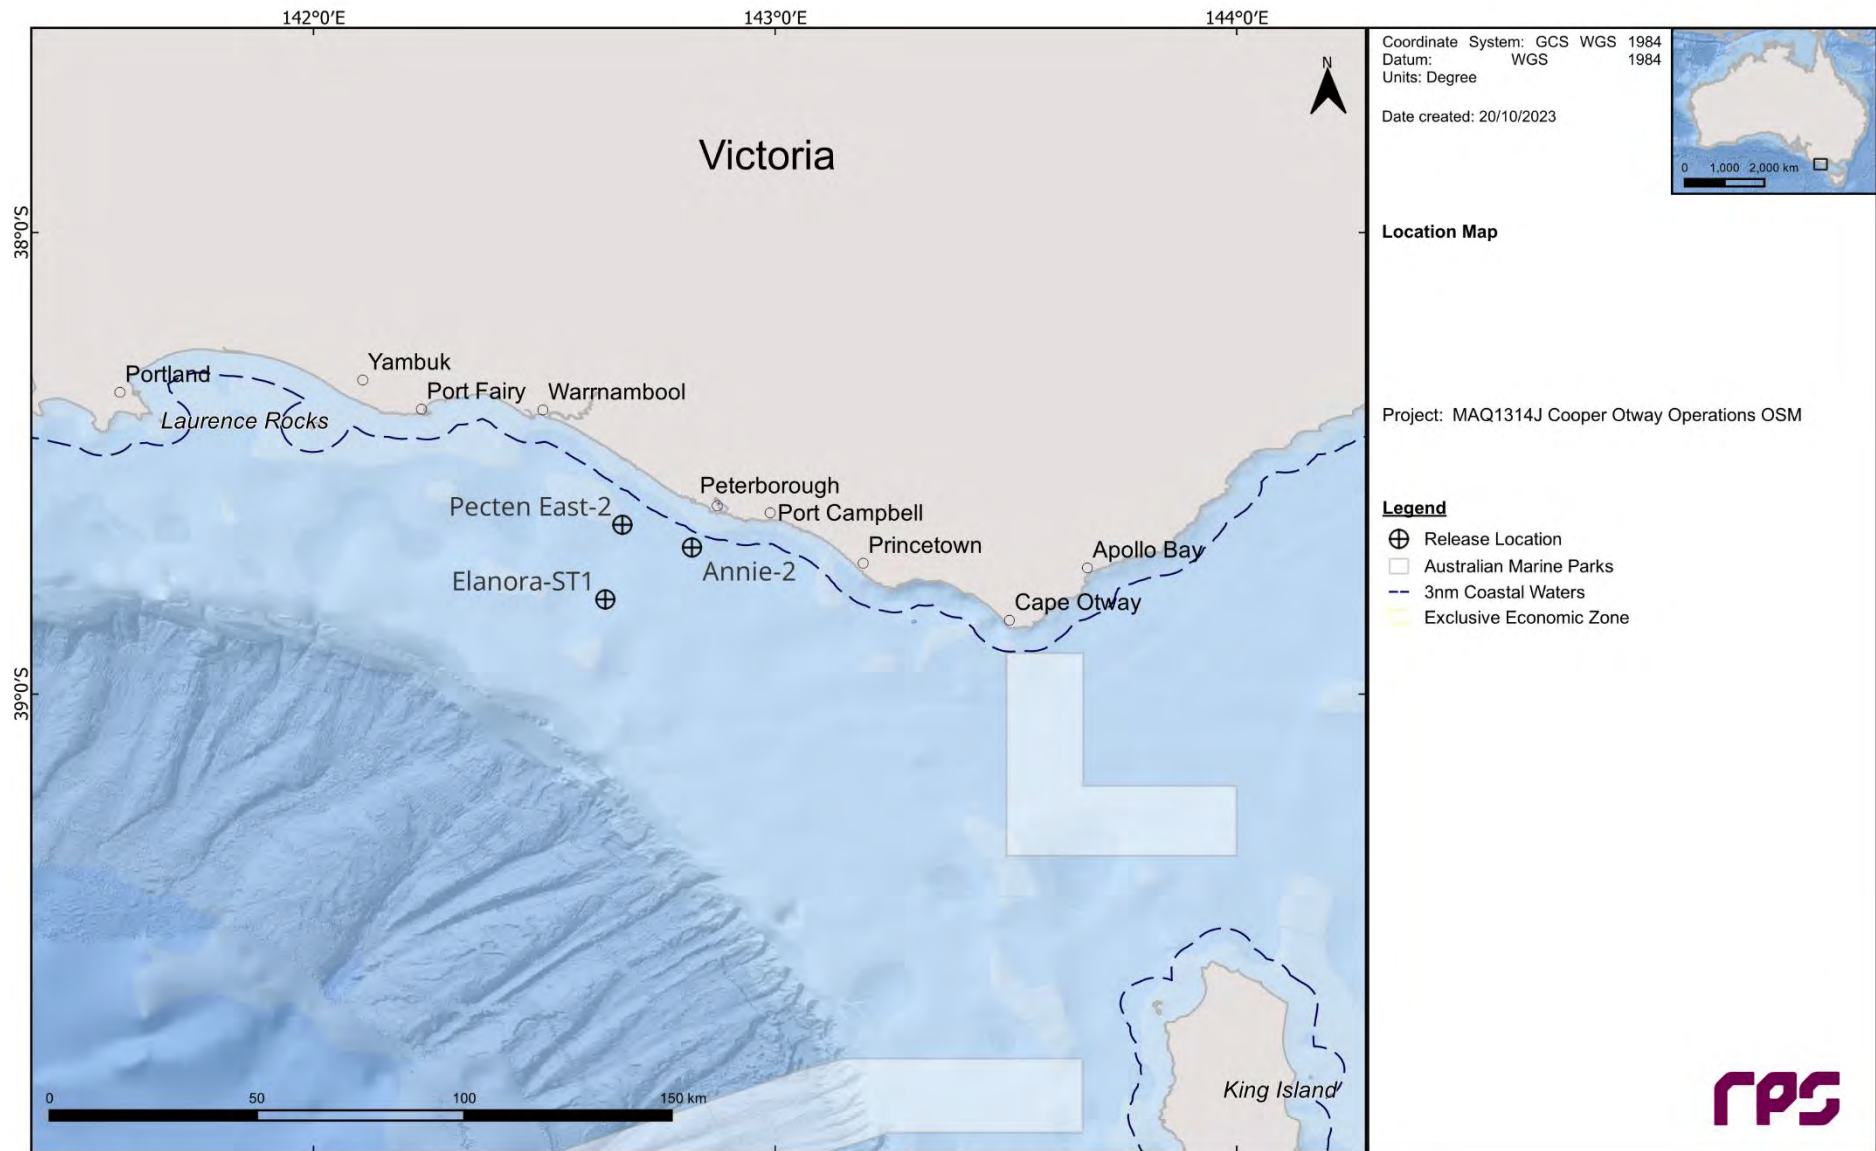 142°0'E
143°0'E
144°0'E
38°0'S
39°0'S
N
Victoria
Portland
Yambuk
Port Fairy
Warrnambool
Laurence Rocks
Peterborough
Pecten East-2
Port Campbell
Princetown
Annie-2
Apollo Bay
Elanora-ST1
Cape Otway
King Island
0 50 100 150 km
Coordinate System: GCS WGS 1984
Datum: WGS 1984
Units: Degree
Date created: 20/10/2023
0 1,000 2,000 km
Location Map
Project: MAQ1314J Cooper Otway Operations OSM
Legend
Release Location
Australian Marine Parks
3nm Coastal Waters
Exclusive Economic Zone
rps